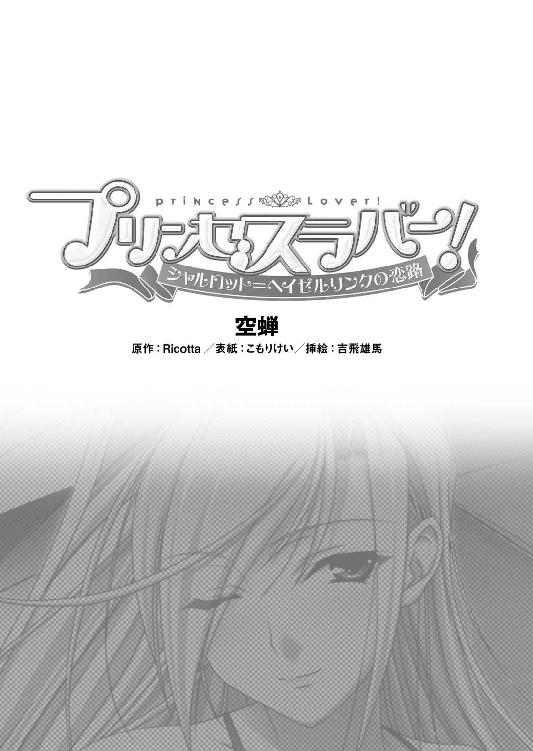 princess Lover!
プリンセスラバー！
シャルロット＝ヘイゼルリンクの恋路
空蝉
原作：Ricotta／表紙：こもりけい／挿絵：吉飛雄馬